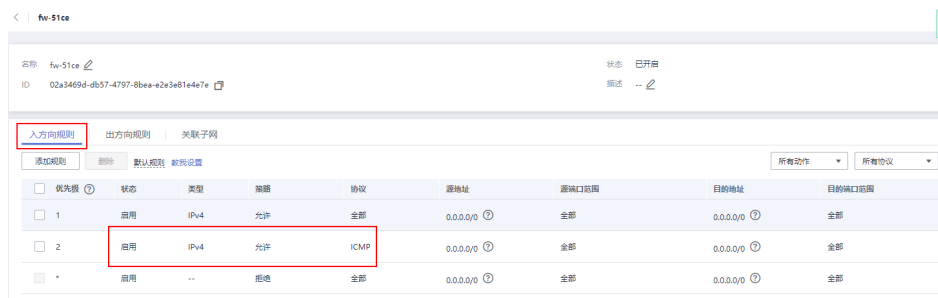 < fw-51ce
名称 fw-51ce 状态 已开启
ID 02a3469d-db57-4797-8bea-e2e3e81e4e7e 描述 --
入方向规则 出方向规则 关联子网
添加规则 删除 默认规则 教我设置 所有动作 所有协议
优先级 状态 类型 策略 协议 源地址 源端口范围 目的地址 目的端口范围
1 启用 IPv4 允许 全部 0.0.0.0/0 全部 0.0.0.0/0 全部
2 启用 IPv4 允许 ICMP 0.0.0.0/0 全部 0.0.0.0/0 全部
* 启用 -- 拒绝 全部 0.0.0.0/0 全部 0.0.0.0/0 全部